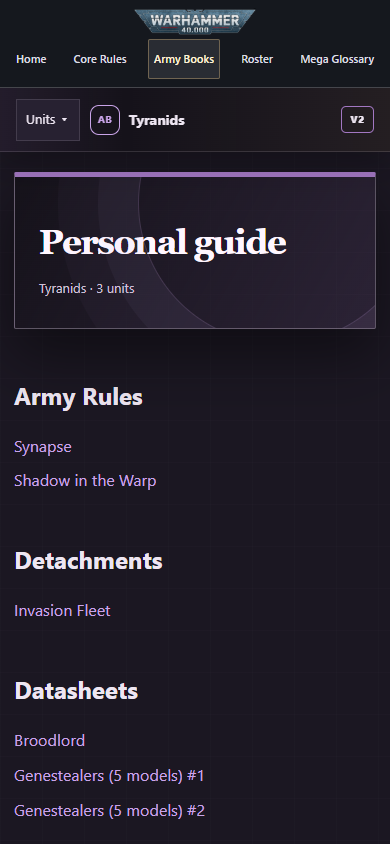 WARHAMMER
40,000
Home Core Rules Army Books Roster Mega Glossary
Units AB Tyranids V2
Personal guide
Tyranids · 3 units
Army Rules
Synapse
Shadow in the Warp
Detachments
Invasion Fleet
Datasheets
Broodlord
Genestealers (5 models) #1
Genestealers (5 models) #2